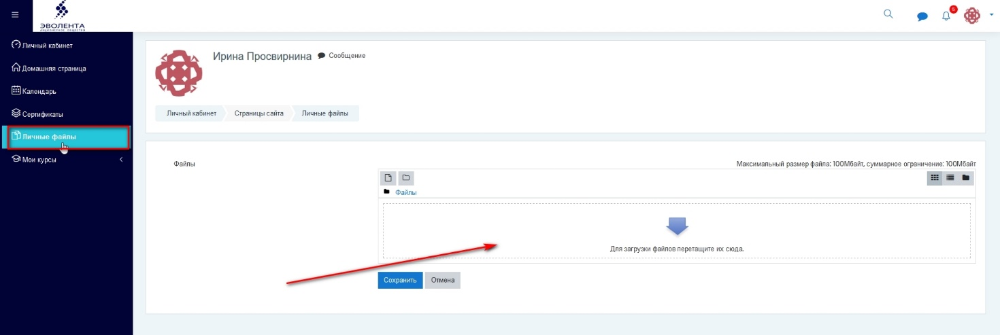 ЭВОЛЕНТА
АКЦИОНЕРНОЕ ОБЩЕСТВО
5
Личный кабинет
Домашняя страница
Календарь
Сертификаты
Личные файлы
Мои курсы
Ирина Просвирнина Сообщение
Личный кабинет Страницы сайта Личные файлы
Файлы
Максимальный размер файла: 100Мбайт, суммарное ограничение: 100Мбайт
Файлы
Для загрузки файлов перетащите их сюда.
Сохранить Отмена